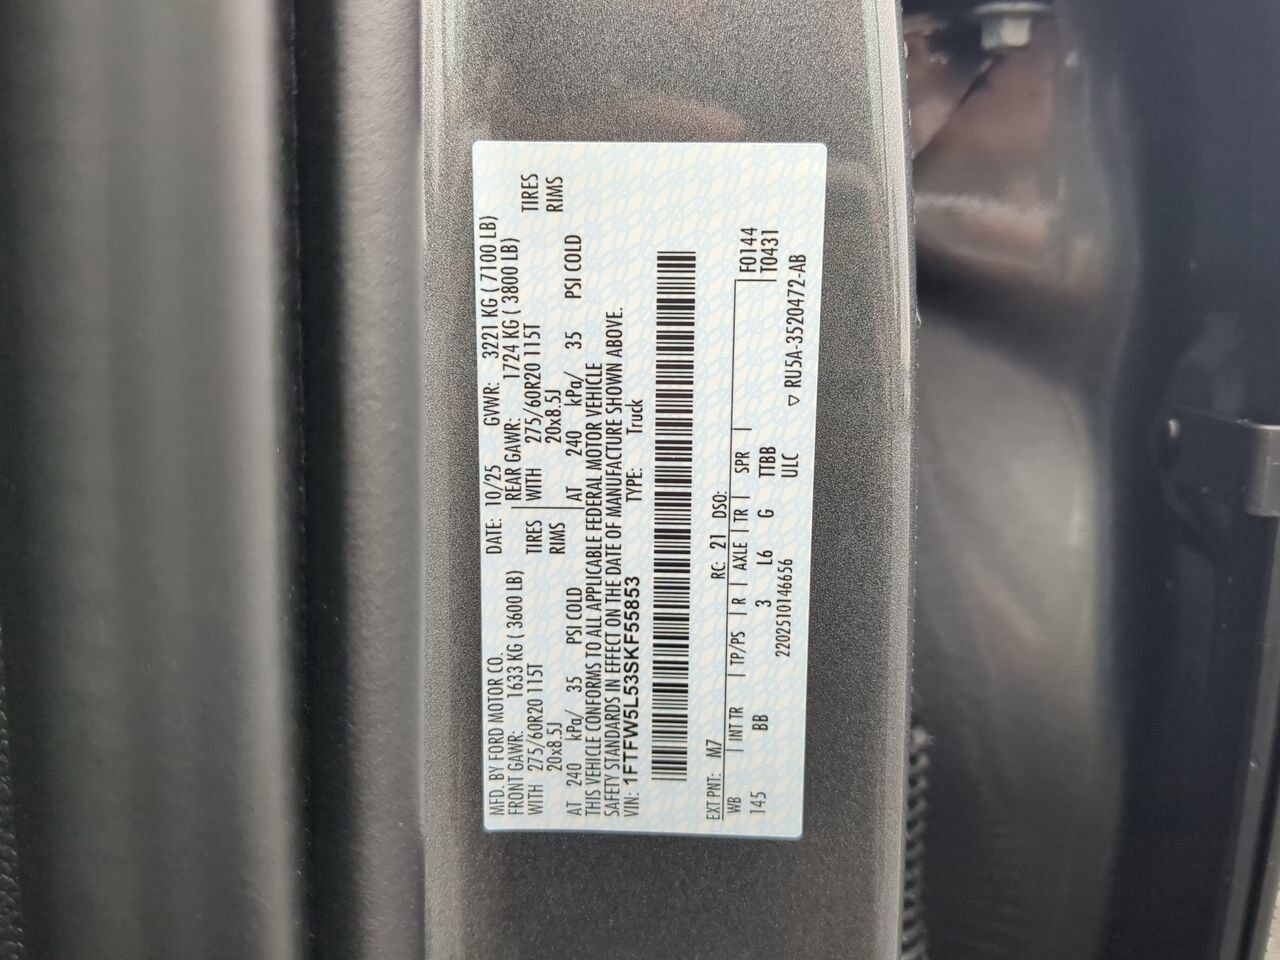 MFD. BY FORD MOTOR CO. DATE: 10/25 GVWR: 3221 KG ( 7100 LB)
FRONT GAWR: 1633 KG ( 3600 LB) REAR GAWR: 1724 KG ( 3800 LB)
WITH 275/60R20 115T TIRES WITH 275/60R20 115T TIRES
20x8.5J RIMS 20x8.5J RIMS
AT 240 kPa/ 35 PSI COLD AT 240 kPa/ 35 PSI COLD
THIS VEHICLE CONFORMS TO ALL APPLICABLE FEDERAL MOTOR VEHICLE
SAFETY STANDARDS IN EFFECT ON THE DATE OF MANUFACTURE SHOWN ABOVE.
VIN: 1FTFW5L53SKF55853 TYPE: Truck
EXT PNT: M7 RC: 21 DSO:
WB | INT TR | TP/PS | R | AXLE | TR | SPR | F0144
145 BB 3 L6 G TTBB T0431
2202510146656 ULC ▽ RU5A-3520472-AB